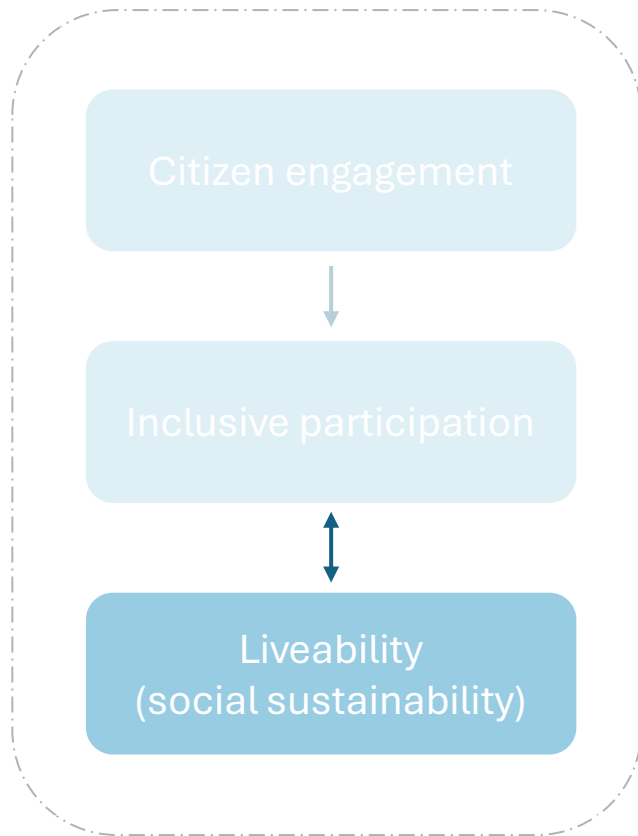 Citizen engagement
Inclusive participation
Liveability
(social sustainability)